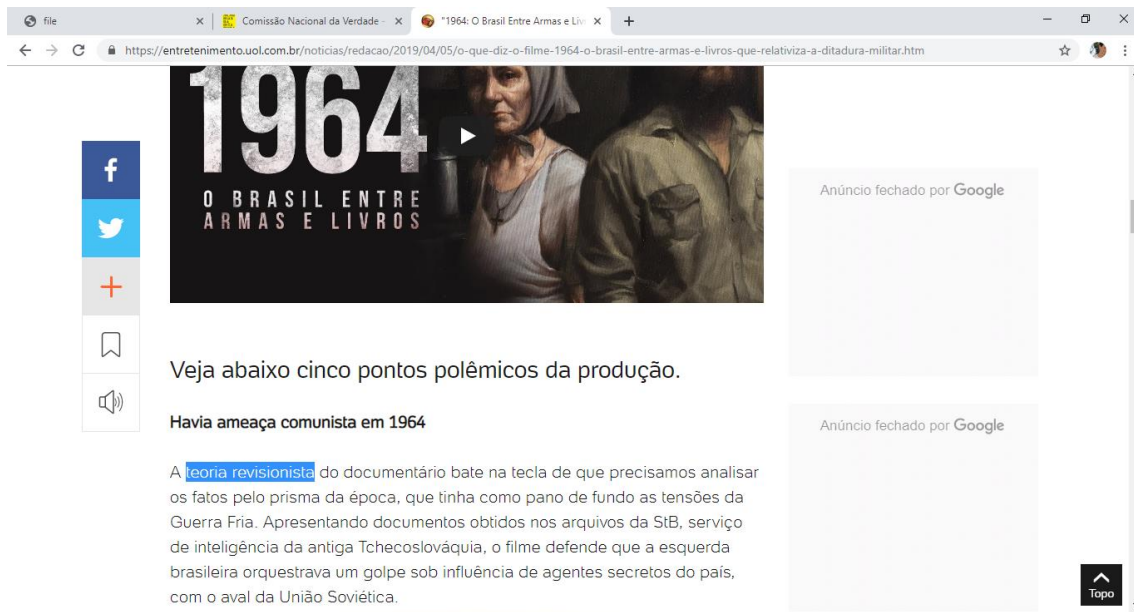 file
Comissão Nacional da Verdade -
"1964: O Brasil Entre Armas e Liv
https://entretenimento.uol.com.br/noticias/redacao/2019/04/05/o-que-diz-o-filme-1964-o-brasil-entre-armas-e-livros-que-relativiza-a-ditadura-militar.htm
1964
O BRASIL ENTRE
ARMAS E LIVROS
Anúncio fechado por Google
Veja abaixo cinco pontos polêmicos da produção.
Havia ameaça comunista em 1964
Anúncio fechado por Google
A teoria revisionista do documentário bate na tecla de que precisamos analisar
os fatos pelo prisma da época, que tinha como pano de fundo as tensões da
Guerra Fria. Apresentando documentos obtidos nos arquivos da StB, serviço
de inteligência da antiga Tchecoslováquia, o filme defende que a esquerda
brasileira orquestrava um golpe sob influência de agentes secretos do país,
com o aval da União Soviética.
Topo